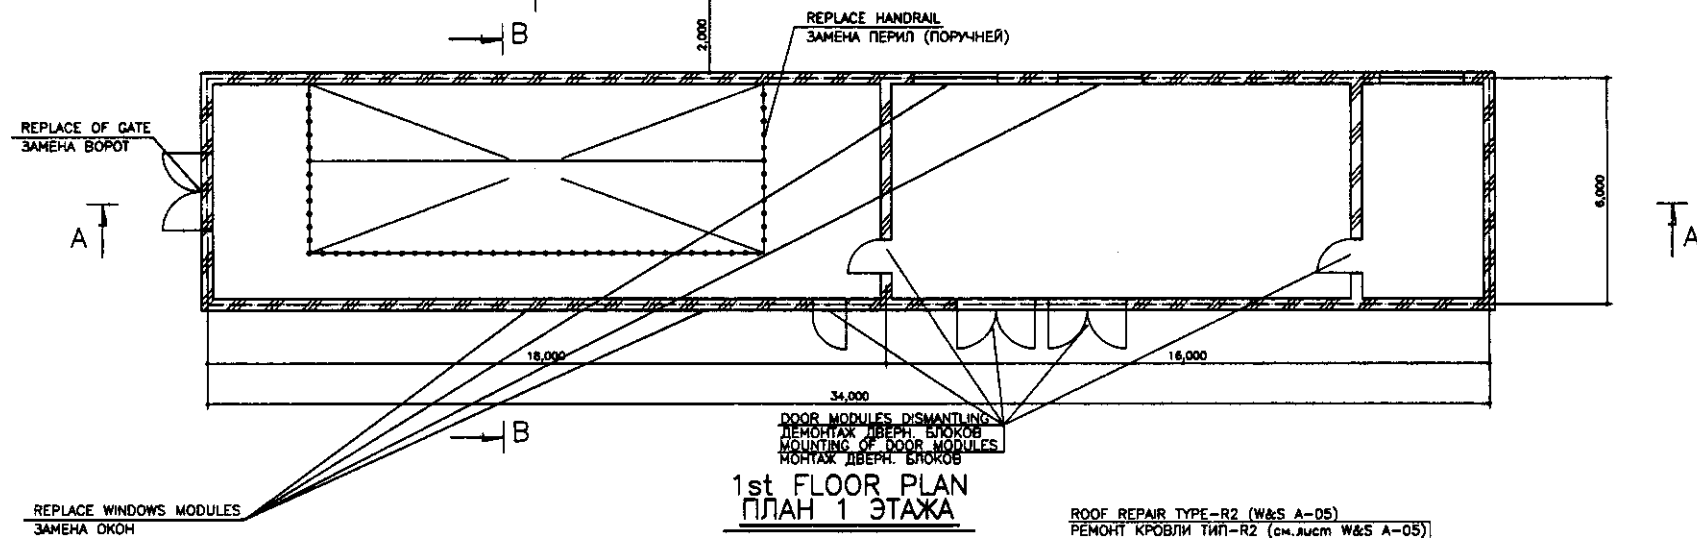 REPLACE HANDRAIL
ЗАМЕНА ПЕРИЛ (ПОРУЧНЕЙ)
B
2,000
REPLACE OF GATE
ЗАМЕНА ВОРОТ
A
6,000
A
18,000
16,000
34,000
DOOR MODULES DISMANTLING
ДЕМОНТАЖ ДВЕРН. БЛОКОВ
MOUNTING OF DOOR MODULES
МОНТАЖ ДВЕРН. БЛОКОВ
B
1st FLOOR PLAN
ПЛАН 1 ЭТАЖА
REPLACE WINDOWS MODULES
ЗАМЕНА ОКОН
ROOF REPAIR TYPE-R2 (W&S A-05)
РЕМОНТ КРОВЛИ ТИП-R2 (см.лист W&S A-05)